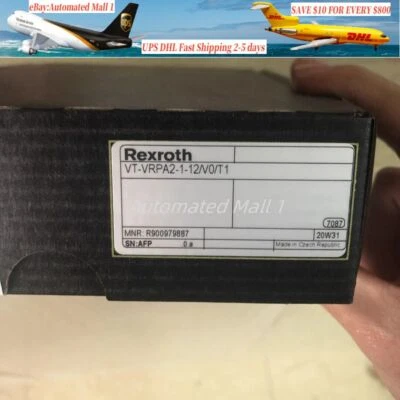 eBay:Automated Mall 1
SAVE $10 FOR EVERY $800
UPS DHL Fast Shipping 2-5 days
DHL
Rexroth
VT-VRPA2-1-12/V0/T1
Automated Mall 1
7087
MNR: R900979887 20W31
SN:AFP 0 Made in Czech Republic